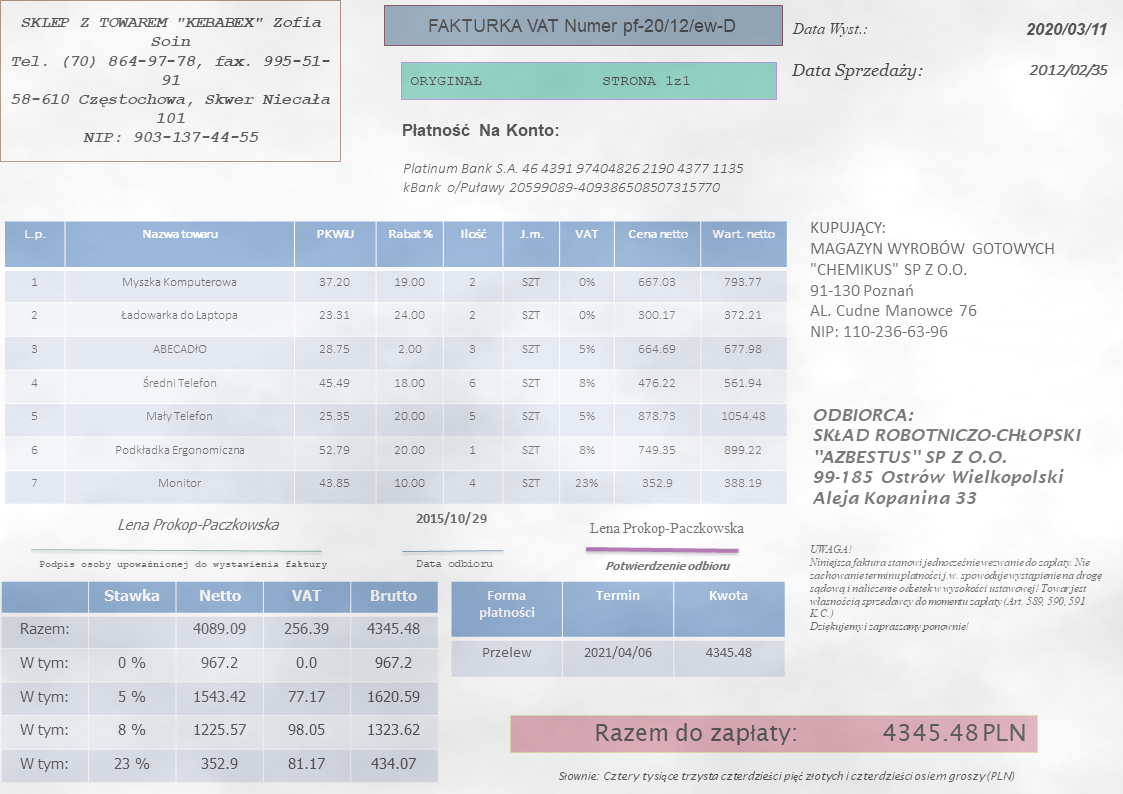 SKLEP Z TOWAREM "KEBABEX" Zofia
Soin
Tel. (70) 864-97-78, fax. 995-51-
91
58-610 Częstochowa, Skwer Niecała
101
NIP: 903-137-44-55
FAKTURKA VAT Numer pf-20/12/ew-D
ORYGINAŁ STRONA 1z1
Data Wyst.: 2020/03/11
Data Sprzedaży: 2012/02/35
Płatność Na Konto:
Platinum Bank S.A. 46 4391 97404826 2190 4377 1135
kBank o/Puławy 20599089-409386508507315770
L.p. Nazwa towaru PKWiU Rabat % Ilość J.m. VAT Cena netto Wart. netto
1 Myszka Komputerowa 37.20 19.00 2 SZT 0% 667.03 793.77
2 Ładowarka do Laptopa 23.31 24.00 2 SZT 0% 300.17 372.21
3 ABECADłO 28.75 2.00 3 SZT 5% 664.69 677.98
4 Średni Telefon 45.49 18.00 6 SZT 8% 476.22 561.94
5 Mały Telefon 25.35 20.00 5 SZT 5% 878.73 1054.48
6 Podkładka Ergonomiczna 52.79 20.00 1 SZT 8% 749.35 899.22
7 Monitor 43.85 10.00 4 SZT 23% 352.9 388.19
KUPUJĄCY:
MAGAZYN WYROBÓW GOTOWYCH
"CHEMIKUS" SP Z O.O.
91-130 Poznań
AL. Cudne Manowce 76
NIP: 110-236-63-96
ODBIORCA:
SKŁAD ROBOTNICZO-CHŁOPSKI
"AZBESTUS" SP Z O.O.
99-185 Ostrów Wielkopolski
Aleja Kopanina 33
Lena Prokop-Paczkowska
Podpis osoby upoważnionej do wystawienia faktury
2015/10/29
Data odbioru
Lena Prokop-Paczkowska
Potwierdzenie odbioru
UWAGA!
Niniejsza faktura stanowi jednocześnie wezwanie do zapłaty. Nie
zachowanie terminu płatności j.w. spowoduje wystąpienie na drogę
sądową i naliczenie odsetek w wysokości ustawowej! Towar jest
własnością sprzedawcy do momentu zapłaty (Art. 589, 590, 591
K.C.)
Dziękujemy i zapraszamy ponownie!
Stawka Netto VAT Brutto
Razem: 4089.09 256.39 4345.48
W tym: 0 % 967.2 0.0 967.2
W tym: 5 % 1543.42 77.17 1620.59
W tym: 8 % 1225.57 98.05 1323.62
W tym: 23 % 352.9 81.17 434.07
Forma
płatności Termin Kwota
Przelew 2021/04/06 4345.48
Razem do zapłaty: 4345.48 PLN
Słownie: Cztery tysiące trzysta czterdzieści pięć złotych i czterdzieści osiem groszy (PLN)